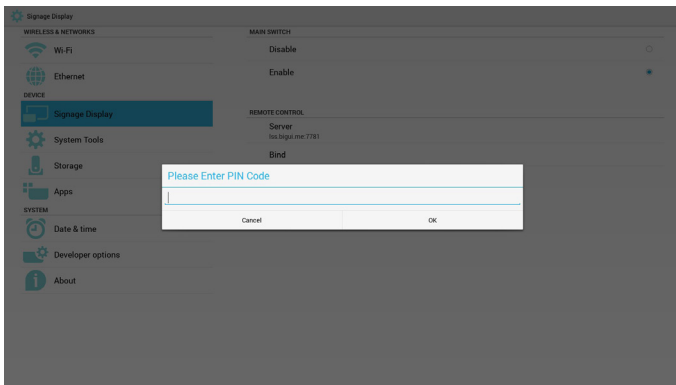 Signage Display
WIRELESS & NETWORKS
Wi-Fi
Ethernet
DEVICE
Signage Display
System Tools
Storage
Apps
SYSTEM
Date & time
Developer options
About
MAIN SWITCH
Disable
Enable
REMOTE CONTROL
Server
Bind
Please Enter PIN Code
Cancel
OK